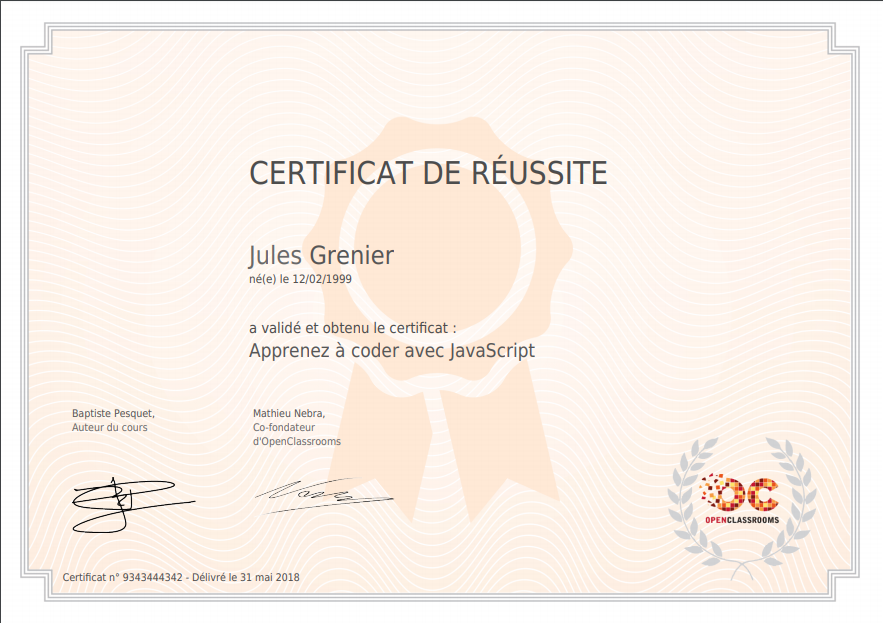 CERTIFICAT DE RÉUSSITE
Jules Grenier
né(e) le 12/02/1999
a validé et obtenu le certificat :
Apprenez à coder avec JavaScript
Baptiste Pesquet,
Auteur du cours
Mathieu Nebra,
Co-fondateur
d'OpenClassrooms
OC
OPENCLASSROOMS
Certificat n° 9343444342 - Délivré le 31 mai 2018